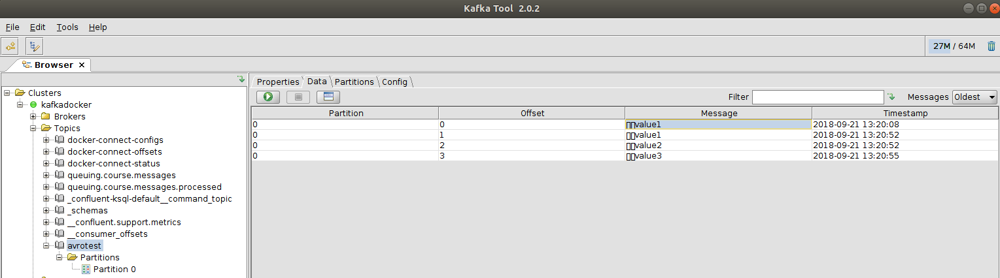 Kafka Tool 2.0.2
File Edit Tools Help
27M / 64M
Browser
Clusters
kafkadocker
Brokers
Topics
docker-connect-configs
docker-connect-offsets
docker-connect-status
queuing.course.messages
queuing.course.messages.processed
_confluent-ksql-default__command_topic
_schemas
__confluent.support.metrics
__consumer_offsets
avrotest
Partitions
Partition 0
Properties Data Partitions Config
Filter Messages Oldest
Partition Offset Message Timestamp
0 0 value1 2018-09-21 13:20:08
0 1 value1 2018-09-21 13:20:52
0 2 value2 2018-09-21 13:20:52
0 3 value3 2018-09-21 13:20:55